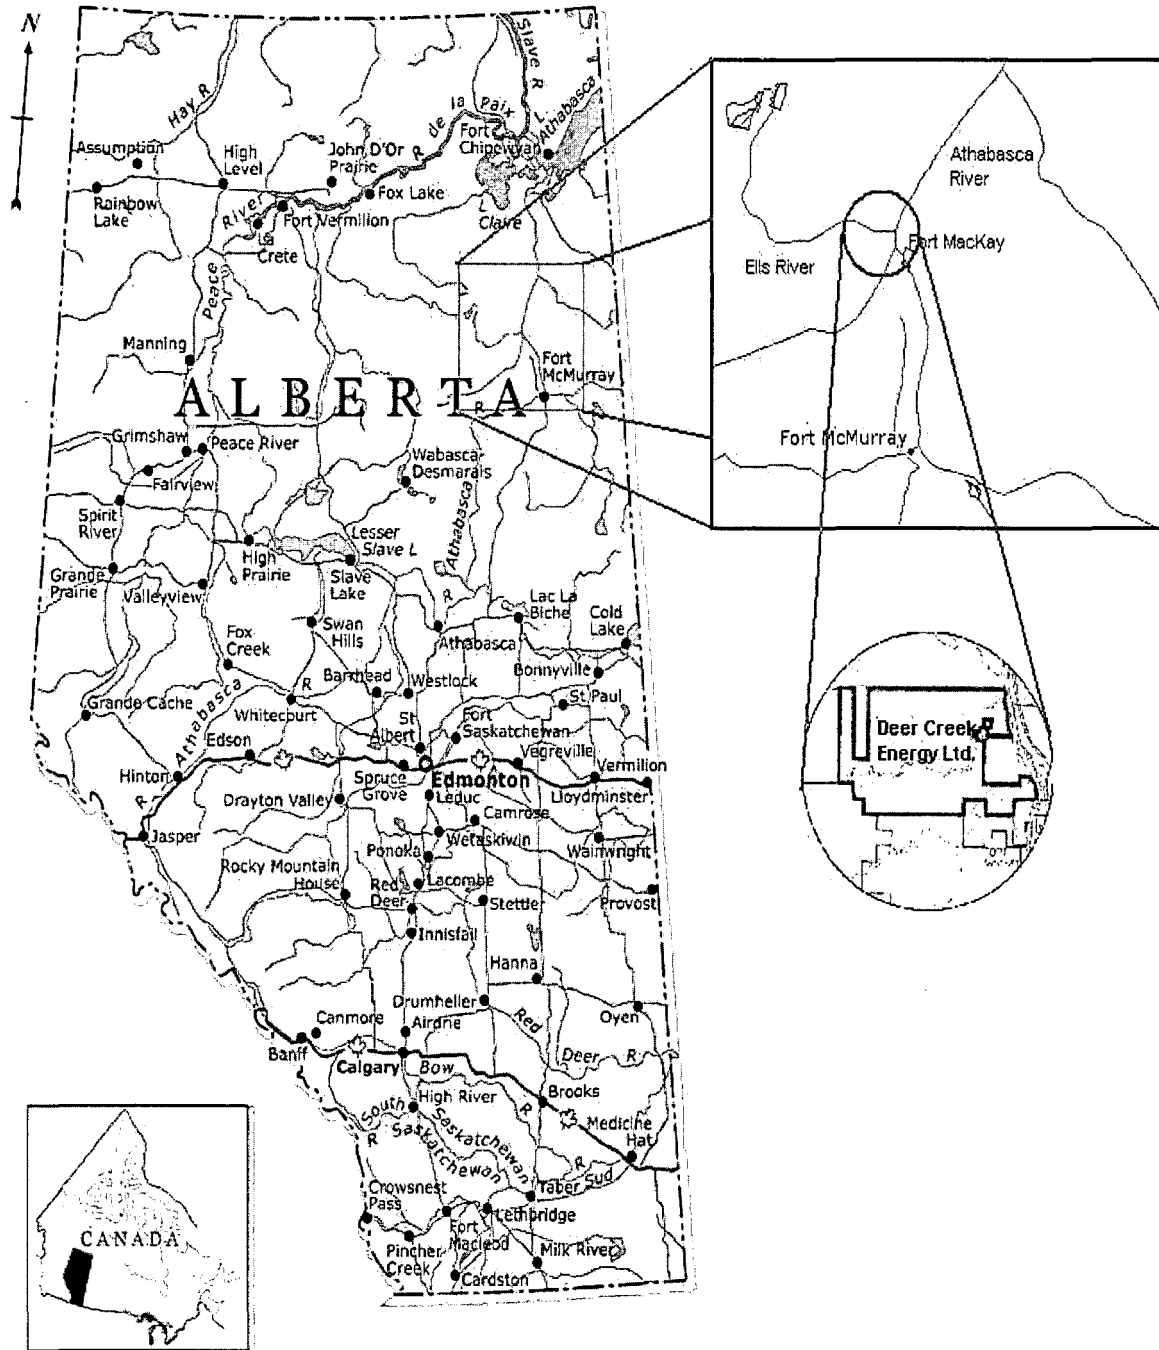 N
Slave R
Hay R
de la Paix
R
L Athabasca
Fort
Chipewyan
Assumption
High
Level
John D'Or
Prairie
Rainbow
Lake
River
Fox Lake
Fort Vermilion
L
Claire
La
Crete
Peace
Athabasca
River
Fort MacKay
Ells River
Manning
Fort
McMurray
ALBERTA
R
Grimshaw
Peace River
Fort McMurray
Wabasca-
Desmarais
Fairview
Spirit
River
Athabasca
R
Lesser
Slave L
High
Prairie
Slave
Lake
Grande
Prairie
Valleyview
Lac La
Biche
Cold
Lake
Swan
Hills
Athabasca
Fox
Creek
Bonnyville
Barrhead
Westlock
St Paul
Grande Cache
Athabasca
R
R
Whitecourt
St
Albert
Fort
Saskatchewan
Vegreville
Deer Creek
Energy Ltd.
Edson
Hinton
Spruce
Grove
Edmonton
Vermilion
Drayton Valley
Leduc
Lloydminster
Camrose
Jasper
Wetaskiwin
Wainwright
Ponoka
Rocky Mountain
House
Red
Deer
Lacombe
Stettler
Provost
Innisfail
Hanna
Drumheller
Oyen
Canmore
Airdrie
Red
Deer R
Banff
Calgary
Bow
R
Brooks
High River
South
Saskatchewan
R
Saskatchewan
Sud
R
Medicine
Hat
Crowsnest
Pass
Taber
Fort
Macleod
Lethbridge
Pincher
Creek
Milk River
Cardston
CANADA